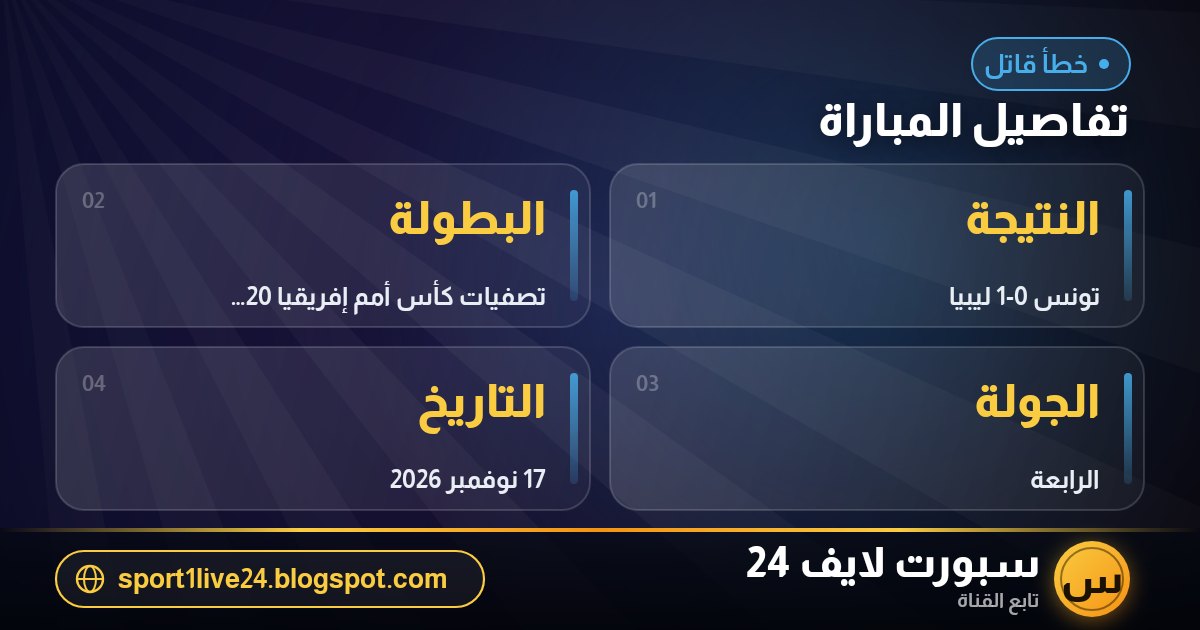 خطأ قاتل
تفاصيل المباراة
01
النتيجة
تونس 0-1 ليبيا
02
البطولة
تصفيات كأس أمم إفريقيا 20...
03
الجولة
الرابعة
04
التاريخ
17 نوفمبر 2026
س
سبورت لايف 24
تابع القناة
sport1live24.blogspot.com